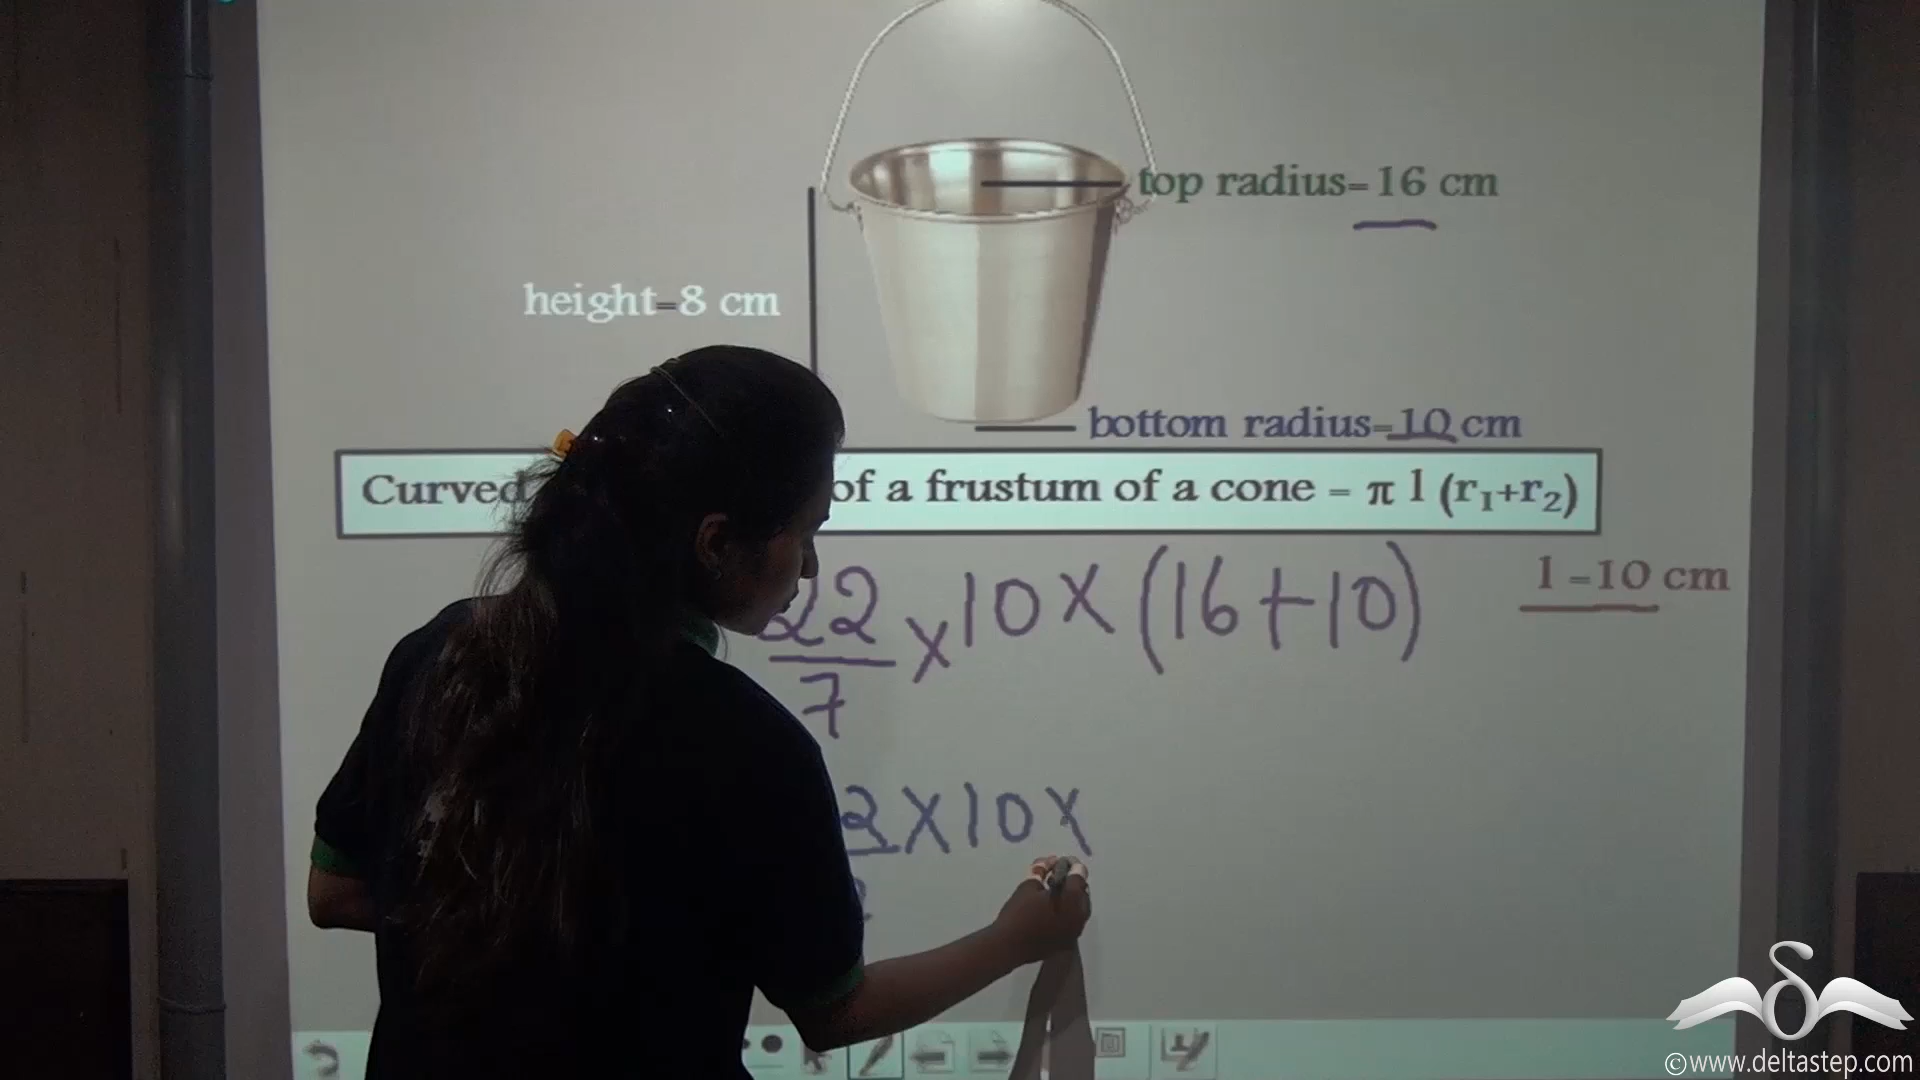 top radius= 16 cm
height=8 cm
bottom radius=10 cm
Curved of a frustum of a cone = π l (r₁+r₂)
l =10 cm
22/7 × 10 × (16+10)
2 × 10 ×
©www.deltastep.com